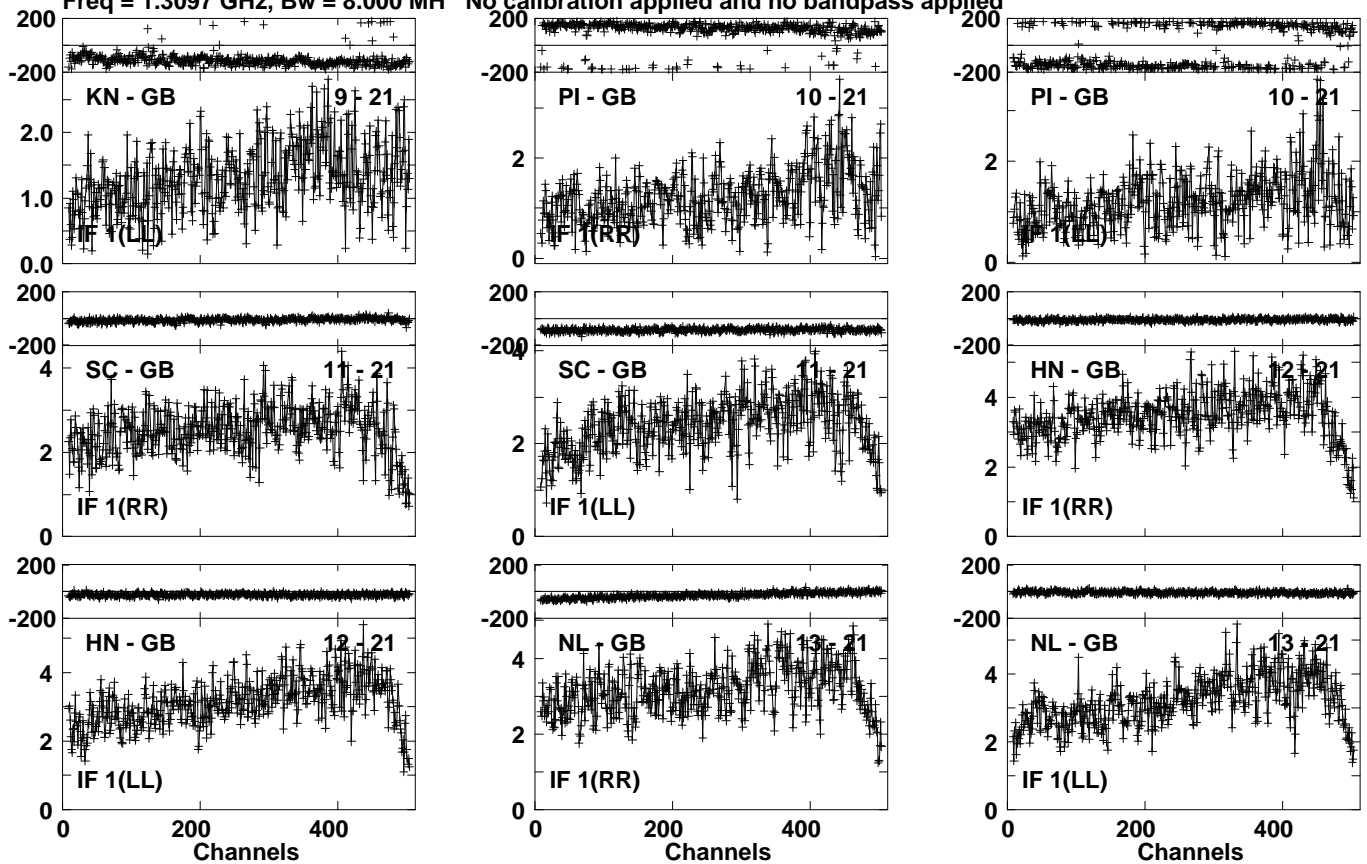 Freq = 1.3097 GHz, Bw = 8.000 MH No calibration applied and no bandpass applied
200
-200
KN - GB 9 - 21
2.0
1.0
IF 1(LL)
0.0
-200
PI - GB 10 - 21
2
IF 1(RR)
0
200
-200
PI - GB 10 - 21
2
IF 1(LL)
0
200
-200
SC - GB 11 - 21
4
2
IF 1(RR)
0
200
-200
4
SC - GB 11 - 21
2
IF 1(LL)
0
200
-200
HN - GB 12 - 21
4
2
IF 1(RR)
0
200
-200
HN - GB 12 - 21
4
2
IF 1(LL)
0
0 200 400
Channels
200
-200
NL - GB 13 - 21
4
2
IF 1(RR)
0
0 200 400
Channels
200
-200
NL - GB 13 - 21
4
2
IF 1(LL)
0
0 200 400
Channels